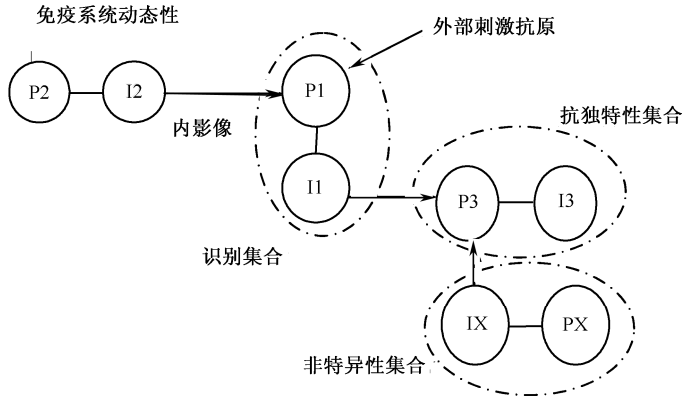 免疫系统动态性
外部刺激抗原
P2
I2
P1
内影像
抗独特性集合
I1
P3
I3
识别集合
IX
PX
非特异性集合